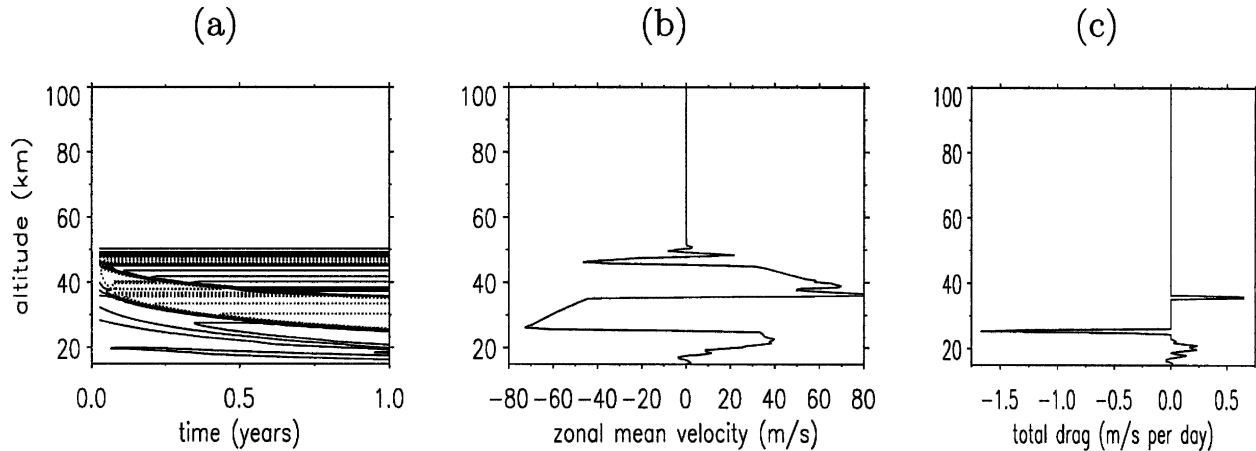 (a) (b) (c)
100 100 100
80 80 80
60 60 60
40 40 40
20 20 20
altitude (km)
0.0 0.5 1.0 -80 -60 -40 -20 0 20 40 60 80 -1.5 -1.0 -0.5 0.0 0.5
time (years) zonal mean velocity (m/s) total drag (m/s per day)